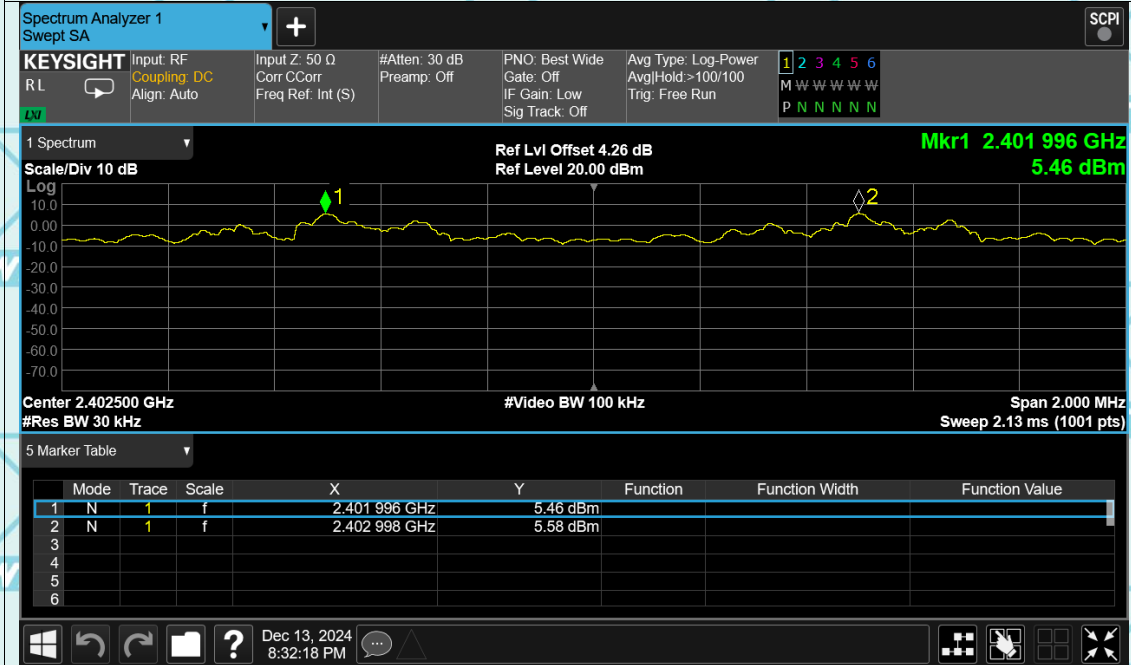 Spectrum Analyzer 1
Swept SA
+
SCPI
KEYSIGHT
RL
LXI
Input: RF
Coupling: DC
Align: Auto
Input Z: 50 Ω
Corr CCorr
Freq Ref: Int (S)
#Atten: 30 dB
Preamp: Off
PNO: Best Wide
Gate: Off
IF Gain: Low
Sig Track: Off
Avg Type: Log-Power
Avg|Hold:>100/100
Trig: Free Run
1 2 3 4 5 6
M W W W W W
P N N N N N
1 Spectrum
Scale/Div 10 dB
Ref Lvl Offset 4.26 dB
Ref Level 20.00 dBm
Mkr1 2.401 996 GHz
5.46 dBm
Log
10.0
0.00
-10.0
-20.0
-30.0
-40.0
-50.0
-60.0
-70.0
1
2
Center 2.402500 GHz
#Res BW 30 kHz
#Video BW 100 kHz
Span 2.000 MHz
Sweep 2.13 ms (1001 pts)
5 Marker Table
Mode Trace Scale X Y Function Function Width Function Value
1 N 1 f 2.401 996 GHz 5.46 dBm
2 N 1 f 2.402 998 GHz 5.58 dBm
3
4
5
6
?
Dec 13, 2024
8:32:18 PM